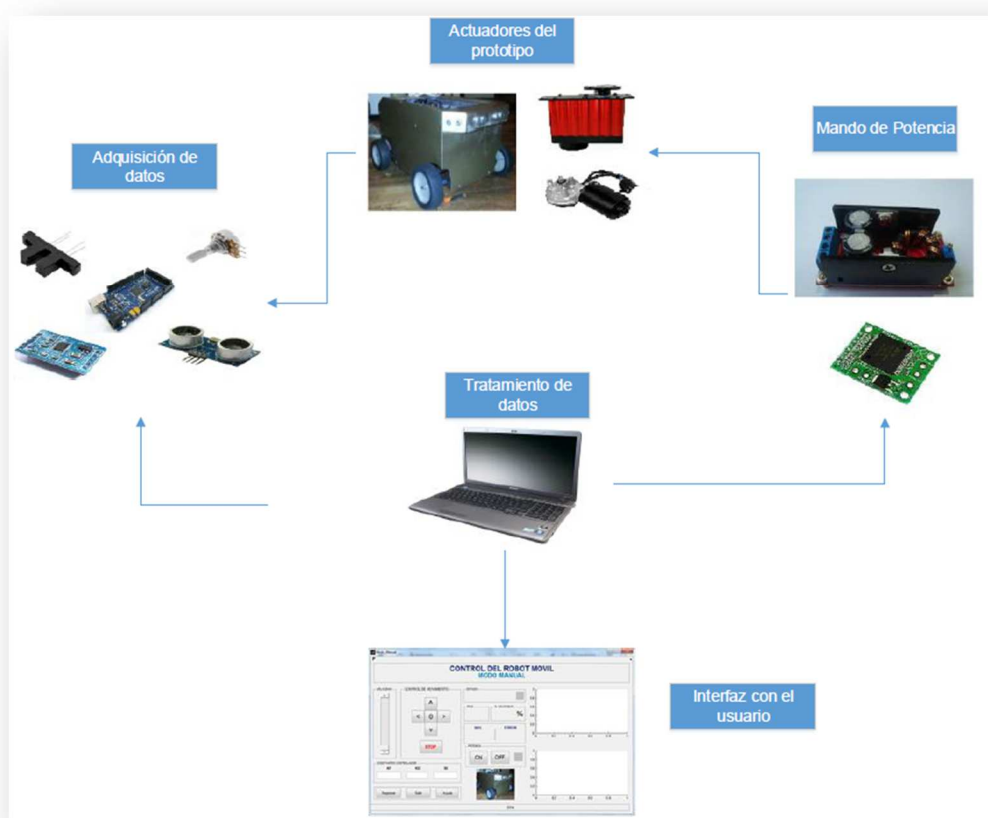 Actuadores del
prototipo
Mando de Potencia
Adquisición de
datos
Tratamiento de
datos
CONTROL DEL ROBOT MOVIL
MODO MANUAL
STOP
%
ON OFF
Interfaz con el
usuario